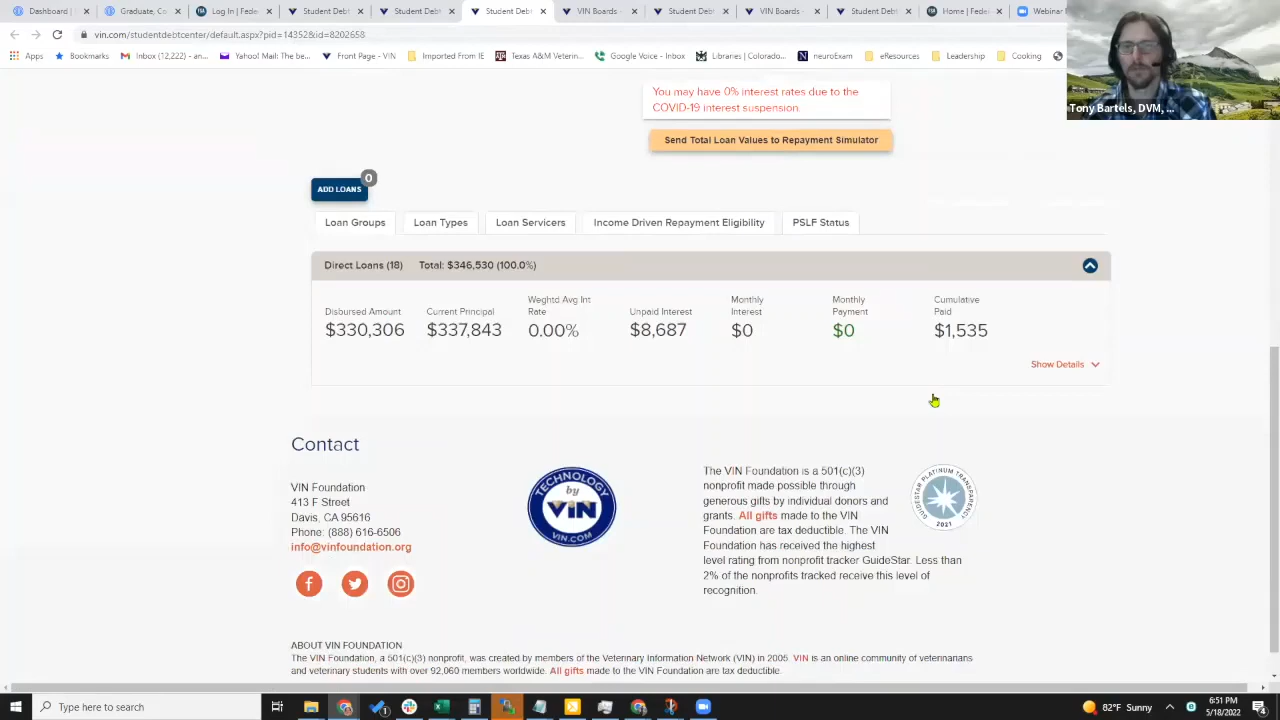 Dashboard |
Graduate, Co
Log In | Feder
Student Debt
Student Debt
Student Debt
VIN Boards -
Student Debt
VIN Boards -
Student Debt
Home | Feder
Webinar
vin.com/studentdebtcenter/default.aspx?pid=14352&id=8202658
Apps
Bookmarks
Inbox (12,222) - an...
Yahoo! Mail: The be...
Front Page - VIN
Imported From IE
Texas A&M Veterin...
Google Voice - Inbox
Libraries | Colorado...
neuroExam
eResources
Leadership
Cooking
Tony Bartels, DVM, ...
You may have 0% interest rates due to the
COVID-19 interest suspension.
Send Total Loan Values to Repayment Simulator
ADD LOANS
0
Loan Groups
Loan Types
Loan Servicers
Income Driven Repayment Eligibility
PSLF Status
Direct Loans (18) Total: $346,530 (100.0%)
Disbursed Amount
$330,306
Current Principal
$337,843
Weghtd Avg Int
Rate
0.00%
Unpaid Interest
$8,687
Monthly
Interest
$0
Monthly
Payment
$0
Cumulative
Paid
$1,535
Show Details
Contact
VIN Foundation
413 F Street
Davis, CA 95616
Phone: (888) 616-6506
info@vinfoundation.org
TECHNOLOGY
by
VIN
VIN.COM
The VIN Foundation is a 501(c)(3)
nonprofit made possible through
generous gifts by individual donors and
grants. All gifts made to the VIN
Foundation are tax deductible. The VIN
Foundation has received the highest
level rating from nonprofit tracker GuideStar. Less than
2% of the nonprofits tracked receive this level of
recognition.
GUIDESTAR PLATINUM TRANSPARENCY
2021
ABOUT VIN FOUNDATION
The VIN Foundation, a 501(c)(3) nonprofit, was created by members of the Veterinary Information Network (VIN) in 2005. VIN is an online community of veterinarians
and veterinary students with over 92,060 members worldwide. All gifts made to the VIN Foundation are tax deductible.
Type here to search
82°F Sunny
6:51 PM
5/18/2022